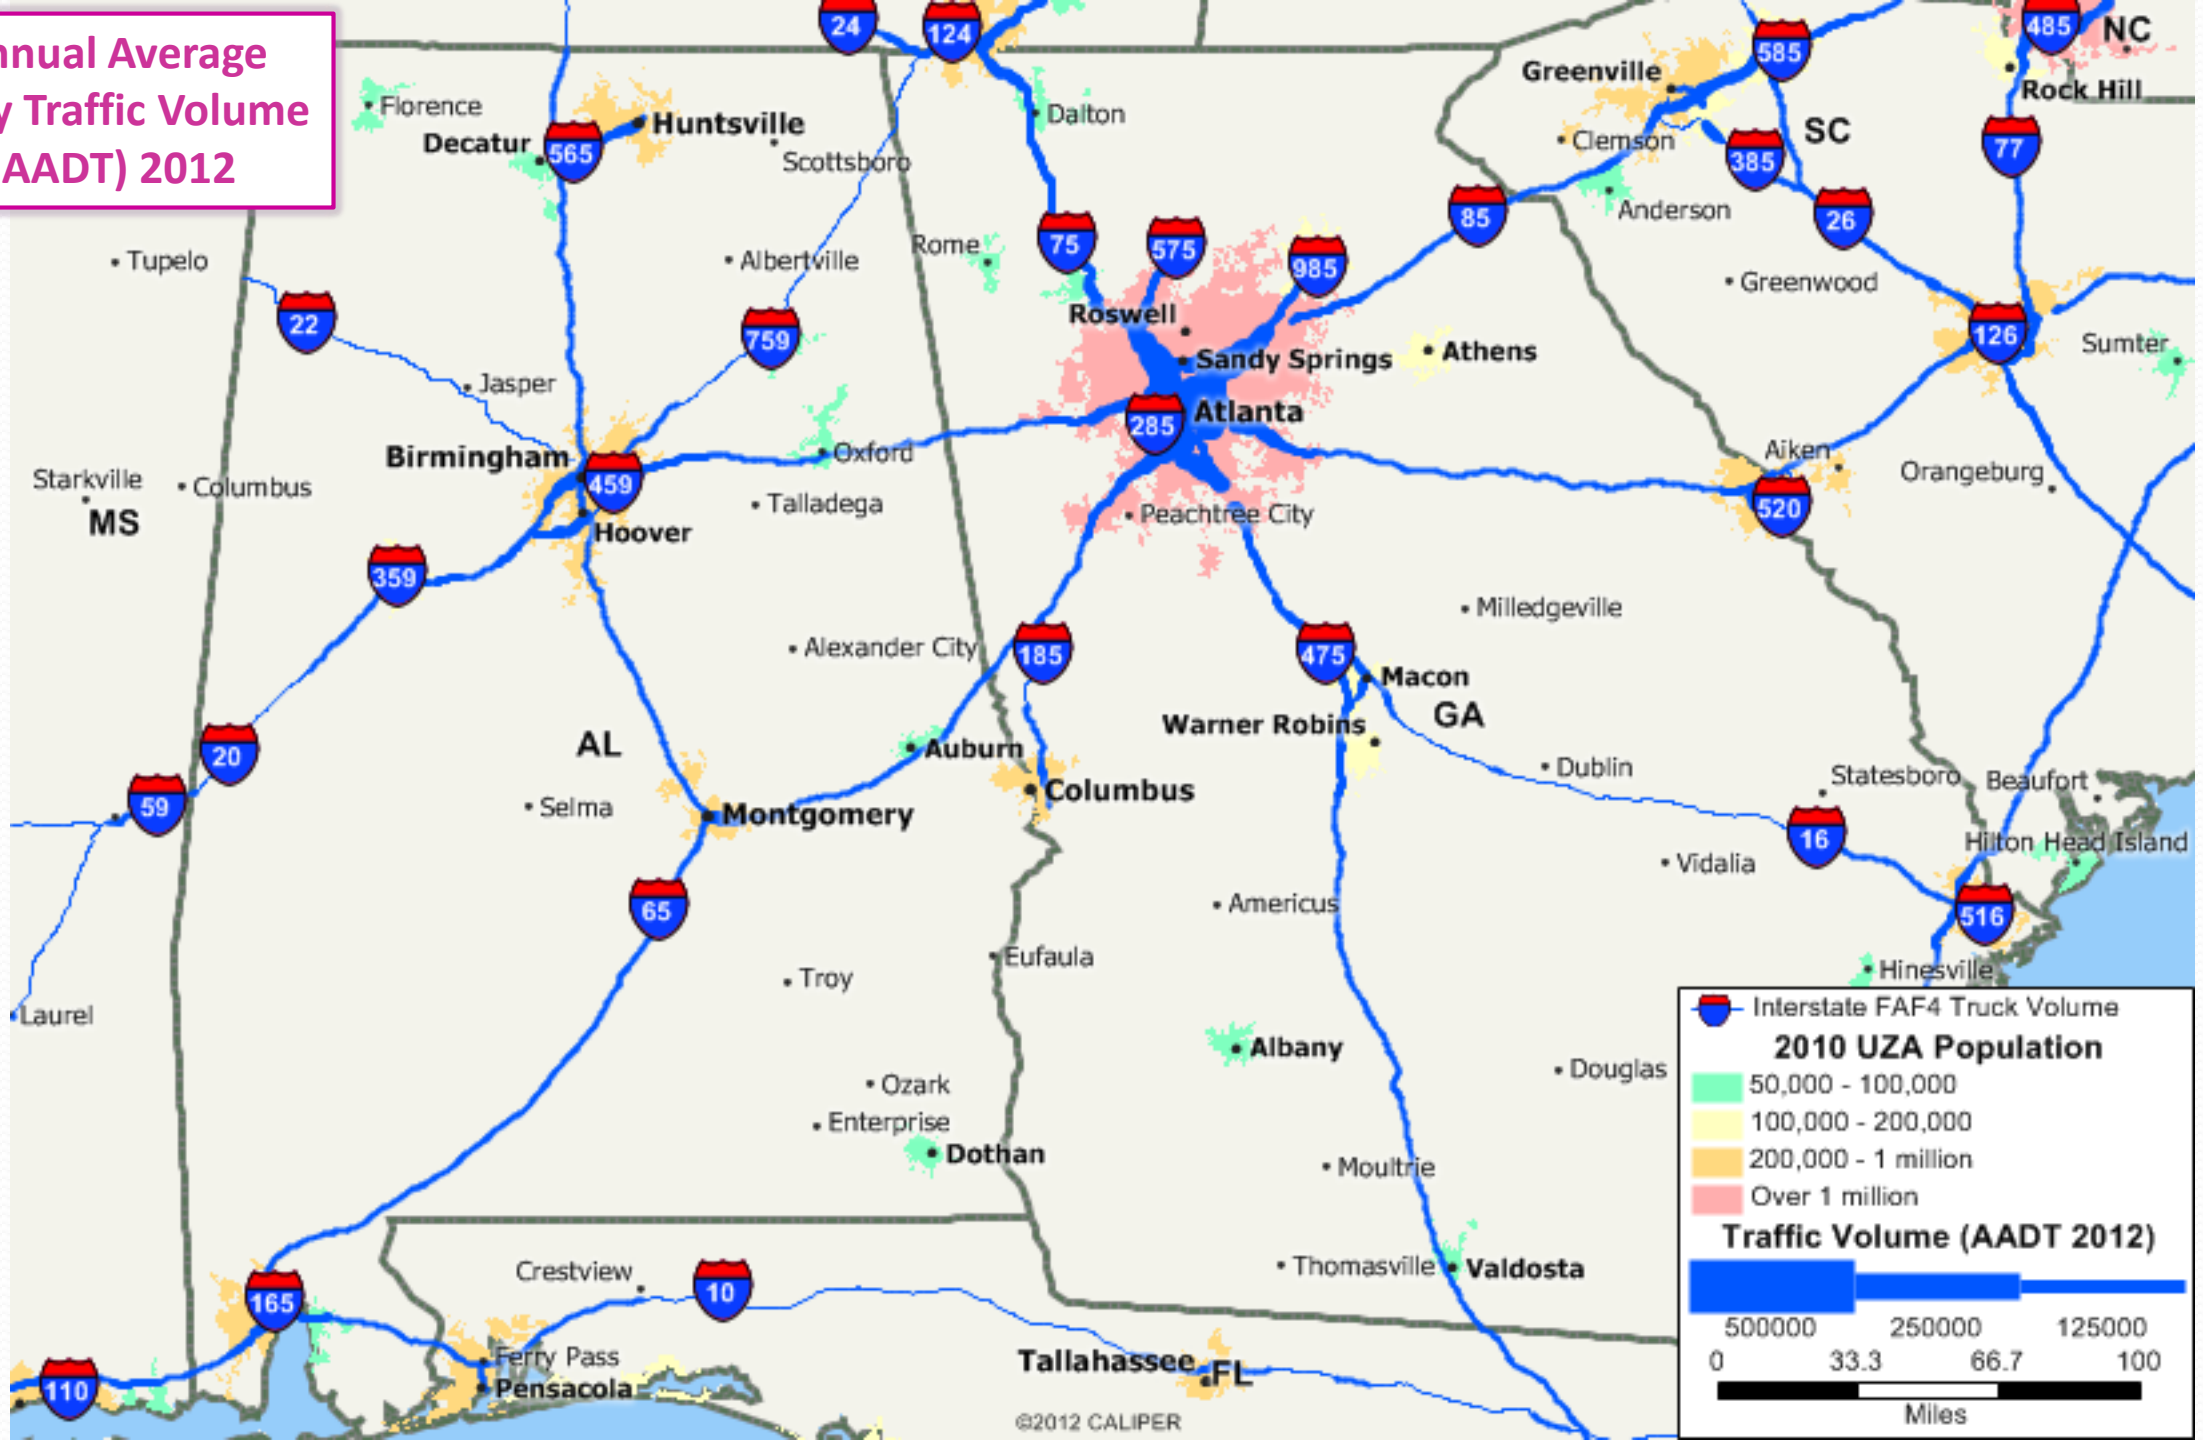 nnual Average
y Traffic Volume
AADT) 2012
24
124
585
485
NC
Greenville
Rock Hill
Florence
Huntsville
Dalton
Decatur
565
Scottsboro
Clemson
SC
385
77
Anderson
85
26
Tupelo
Albertville
Rome
75
575
985
Greenwood
22
759
Roswell
126
Sumter
Sandy Springs
Athens
Jasper
285
Atlanta
Birmingham
459
Oxford
Aiken
Orangeburg
Starkville
Columbus
MS
Talladega
Peachtree City
520
Hoover
359
Milledgeville
Alexander City
185
475
Macon
GA
Warner Robins
20
AL
Auburn
Dublin
Statesboro
Beaufort
59
Selma
Montgomery
Columbus
16
Hilton Head Island
Vidalia
65
Americus
516
Eufaula
Hinesville
Troy
Laurel
Albany
Douglas
Ozark
Enterprise
Dothan
Moultrie
Crestview
10
Thomasville
Valdosta
165
Ferry Pass
Tallahassee
FL
110
Pensacola
©2012 CALIPER
Interstate FAF4 Truck Volume
2010 UZA Population
50,000 - 100,000
100,000 - 200,000
200,000 - 1 million
Over 1 million
Traffic Volume (AADT 2012)
500000 250000 125000
0 33.3 66.7 100
Miles